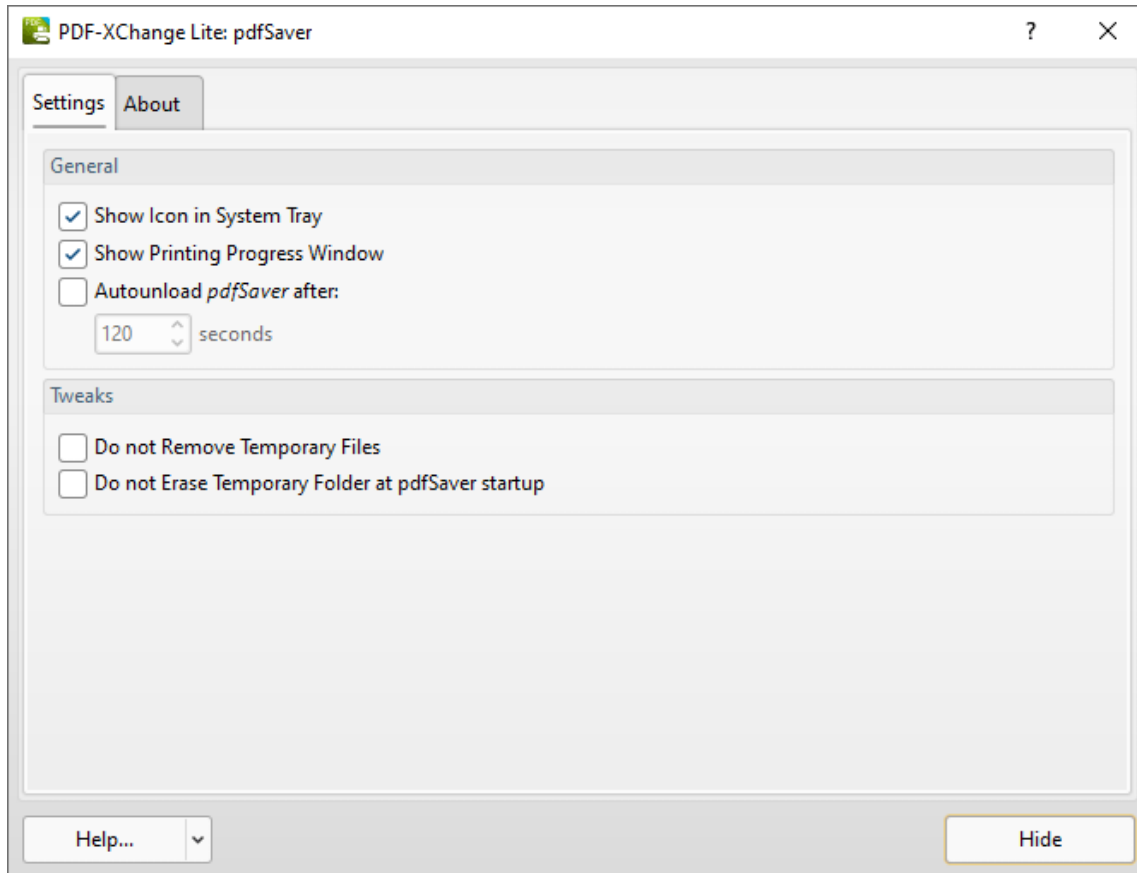 PDF-XChange Lite: pdfSaver
Settings About
General
Show Icon in System Tray
Show Printing Progress Window
Autounload pdfSaver after:
120 seconds
Tweaks
Do not Remove Temporary Files
Do not Erase Temporary Folder at pdfSaver startup
Help... Hide